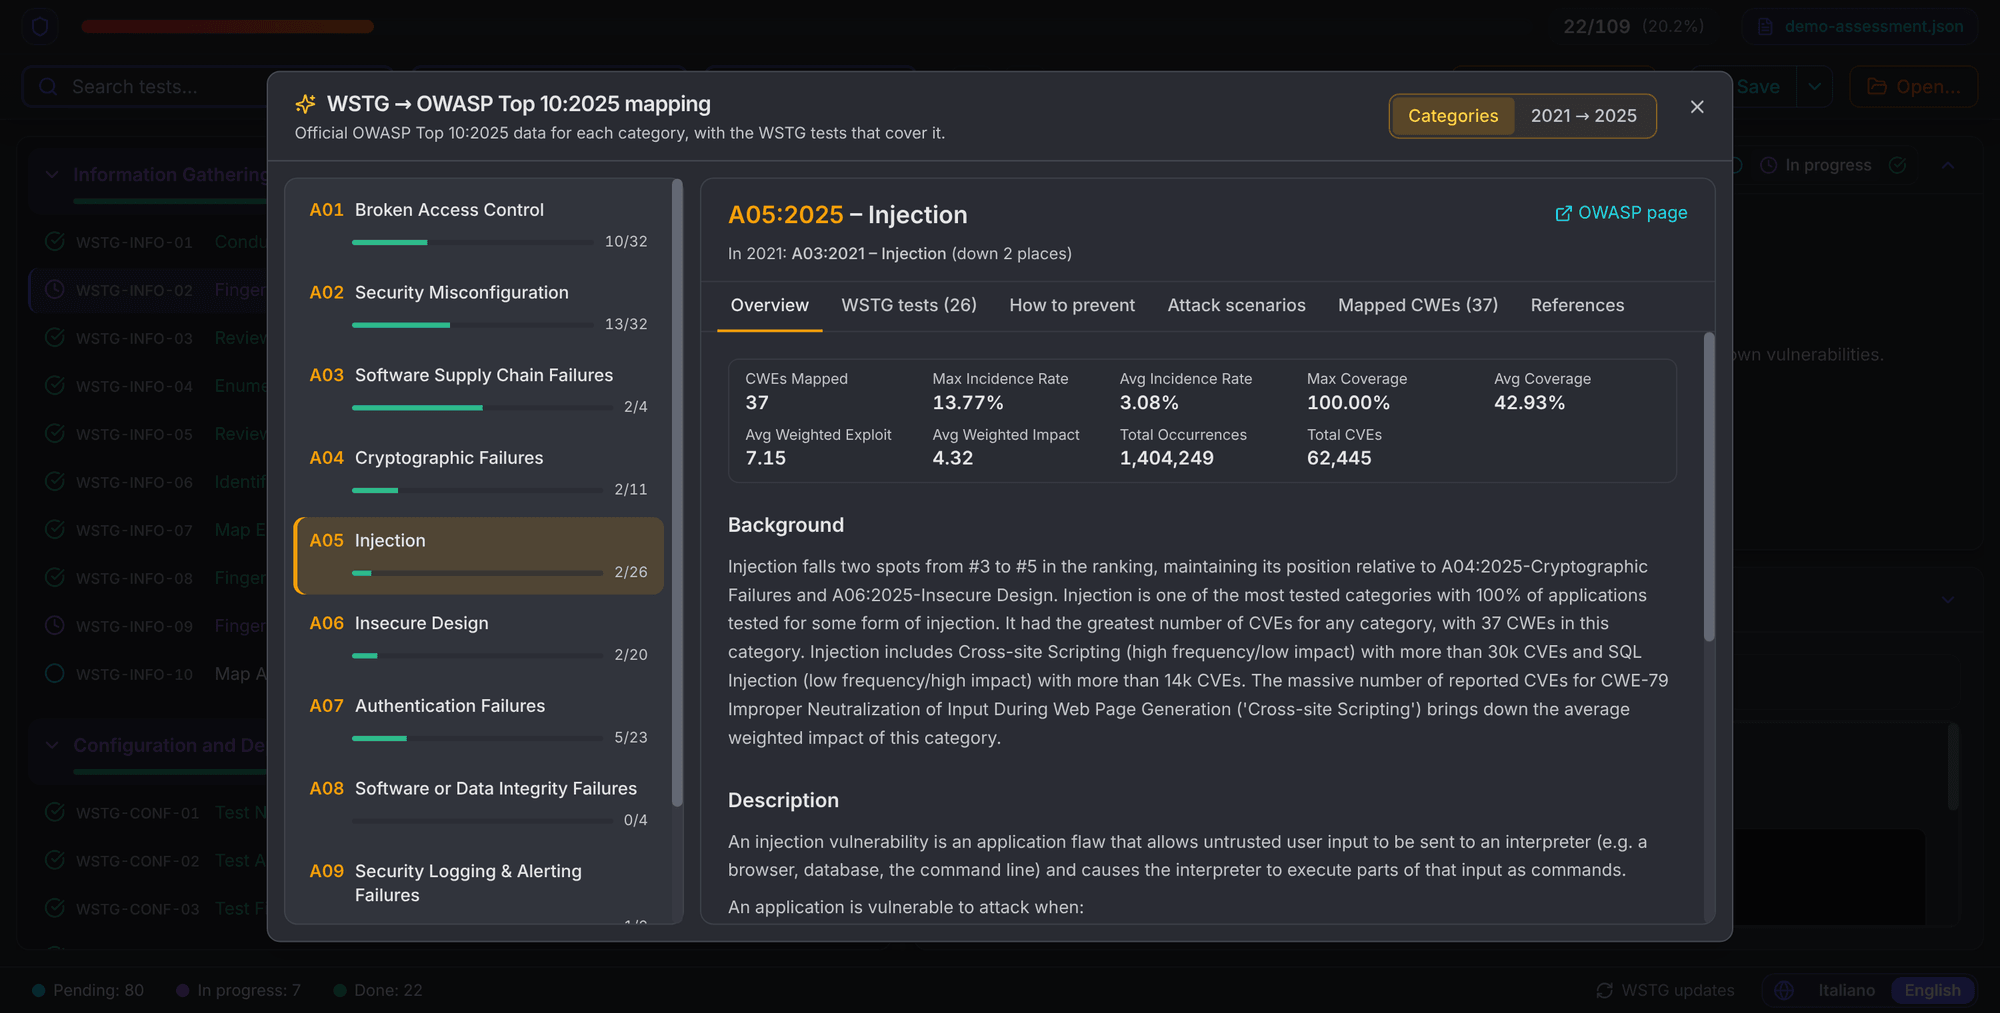 22/109 (20.2%)
demo-assessment.json
Search tests...
Save
Open...
WSTG → OWASP Top 10:2025 mapping
Official OWASP Top 10:2025 data for each category, with the WSTG tests that cover it.
Categories
2021 → 2025
Information Gathering
WSTG-INFO-01
WSTG-INFO-02
WSTG-INFO-03 Review
WSTG-INFO-04
WSTG-INFO-05 Review
WSTG-INFO-06
WSTG-INFO-07 Map
WSTG-INFO-08
WSTG-INFO-09
WSTG-INFO-10 Map
Configuration and
WSTG-CONF-01 Test
WSTG-CONF-02 Test
WSTG-CONF-03 Test
A01 Broken Access Control
10/32
A02 Security Misconfiguration
13/32
A03 Software Supply Chain Failures
2/4
A04 Cryptographic Failures
2/11
A05 Injection
2/26
A06 Insecure Design
2/20
A07 Authentication Failures
5/23
A08 Software or Data Integrity Failures
0/4
A09 Security Logging & Alerting
Failures
A05:2025 – Injection
OWASP page
In 2021: A03:2021 – Injection (down 2 places)
Overview
WSTG tests (26)
How to prevent
Attack scenarios
Mapped CWEs (37)
References
CWEs Mapped
37
Max Incidence Rate
13.77%
Avg Incidence Rate
3.08%
Max Coverage
100.00%
Avg Coverage
42.93%
Avg Weighted Exploit
7.15
Avg Weighted Impact
4.32
Total Occurrences
1,404,249
Total CVEs
62,445
Background
Injection falls two spots from #3 to #5 in the ranking, maintaining its position relative to A04:2025-Cryptographic
Failures and A06:2025-Insecure Design. Injection is one of the most tested categories with 100% of applications
tested for some form of injection. It had the greatest number of CVEs for any category, with 37 CWEs in this
category. Injection includes Cross-site Scripting (high frequency/low impact) with more than 30k CVEs and SQL
Injection (low frequency/high impact) with more than 14k CVEs. The massive number of reported CVEs for CWE-79
Improper Neutralization of Input During Web Page Generation ('Cross-site Scripting') brings down the average
weighted impact of this category.
Description
An injection vulnerability is an application flaw that allows untrusted user input to be sent to an interpreter (e.g. a
browser, database, the command line) and causes the interpreter to execute parts of that input as commands.
An application is vulnerable to attack when:
In progress
vulnerabilities.
Pending: 80
In progress: 7
Done: 22
WSTG updates
Italiano
English